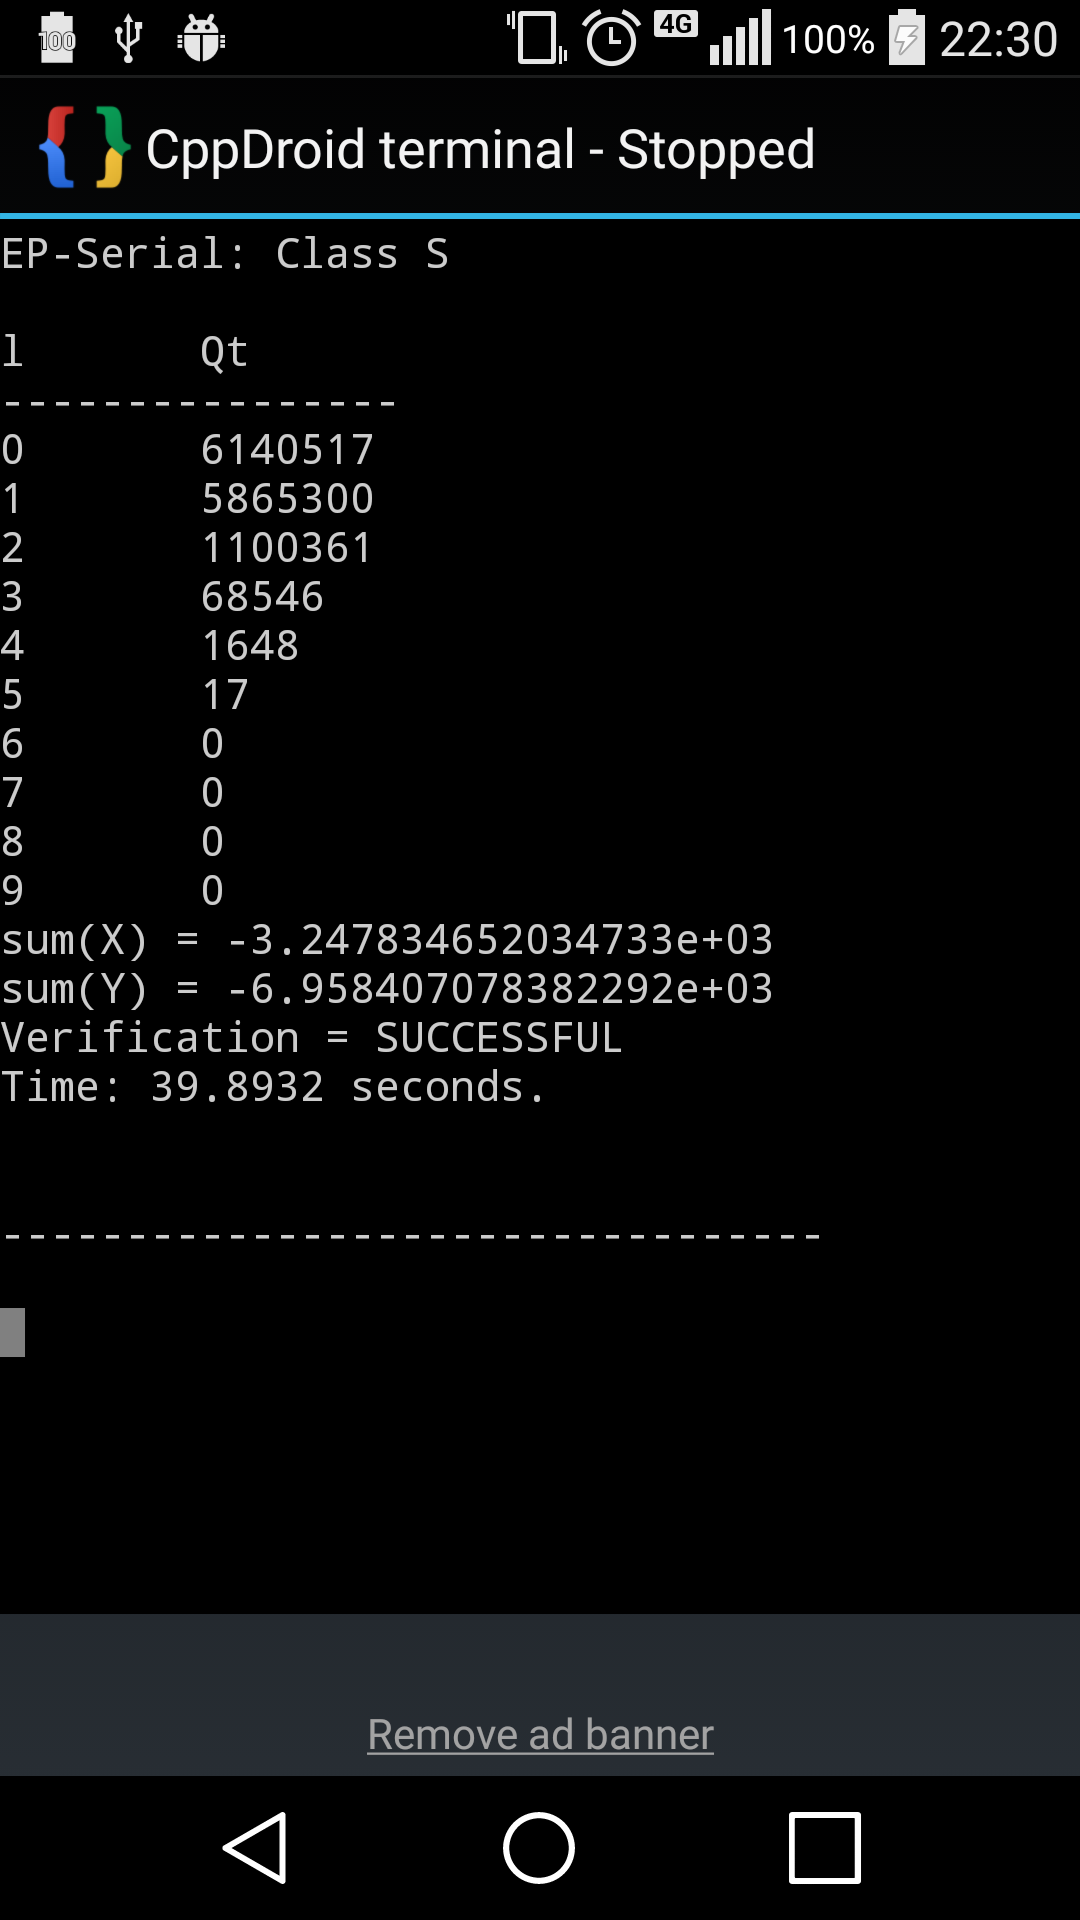 100 4G 100% 22:30
CppDroid terminal - Stopped
EP-Serial: Class S
l Qt
----------------
0 6140517
1 5865300
2 1100361
3 68546
4 1648
5 17
6 0
7 0
8 0
9 0
sum(X) = -3.247834652034733e+03
sum(Y) = -6.958407078382292e+03
Verification = SUCCESSFUL
Time: 39.8932 seconds.
---------------------------------
Remove ad banner